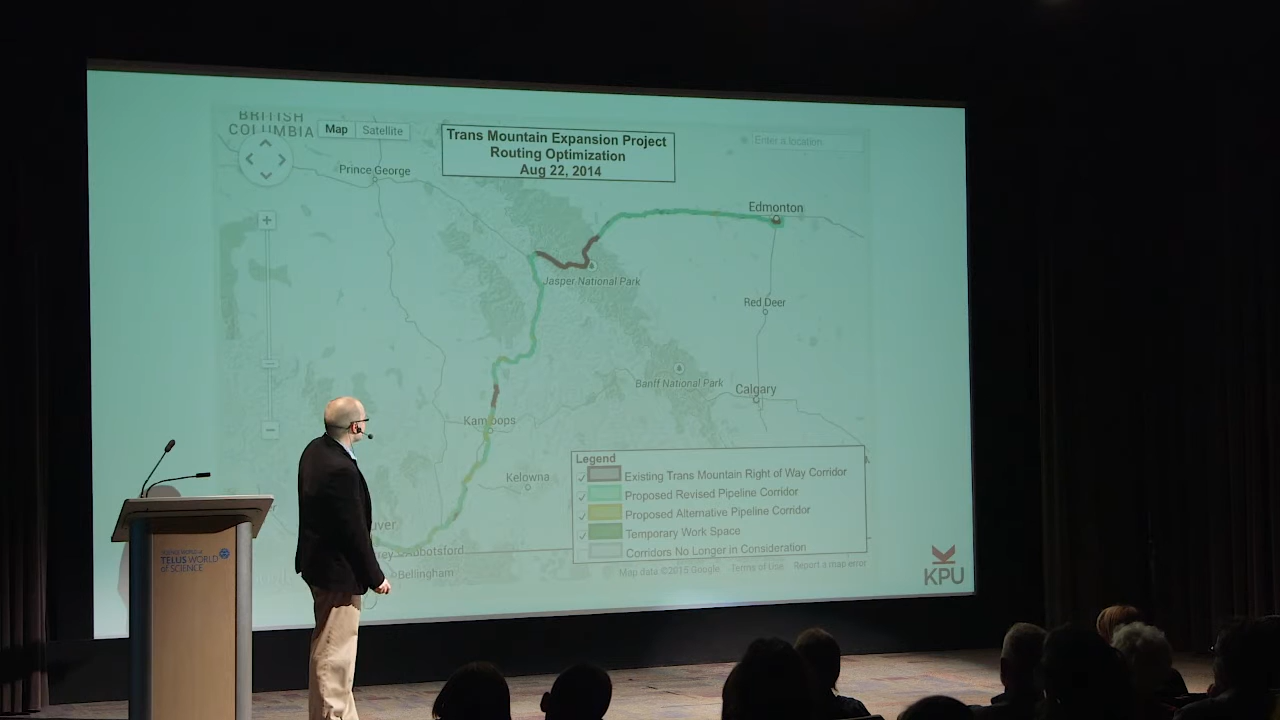 BRITISH
COLUMBIA
Map
Satellite
Trans Mountain Expansion Project
Routing Optimization
Aug 22, 2014
Enter a location
Prince George
Edmonton
Jasper National Park
Red Deer
Banff National Park
Calgary
Kamloops
Kelowna
Legend
Existing Trans Mountain Right of Way Corridor
Proposed Revised Pipeline Corridor
Proposed Alternative Pipeline Corridor
Temporary Work Space
Corridors No Longer in Consideration
uver
rey Abbotsford
Bellingham
Map data ©2015 Google
Terms of Use
Report a map error
KPU
TELUS WORLD
of SCIENCE